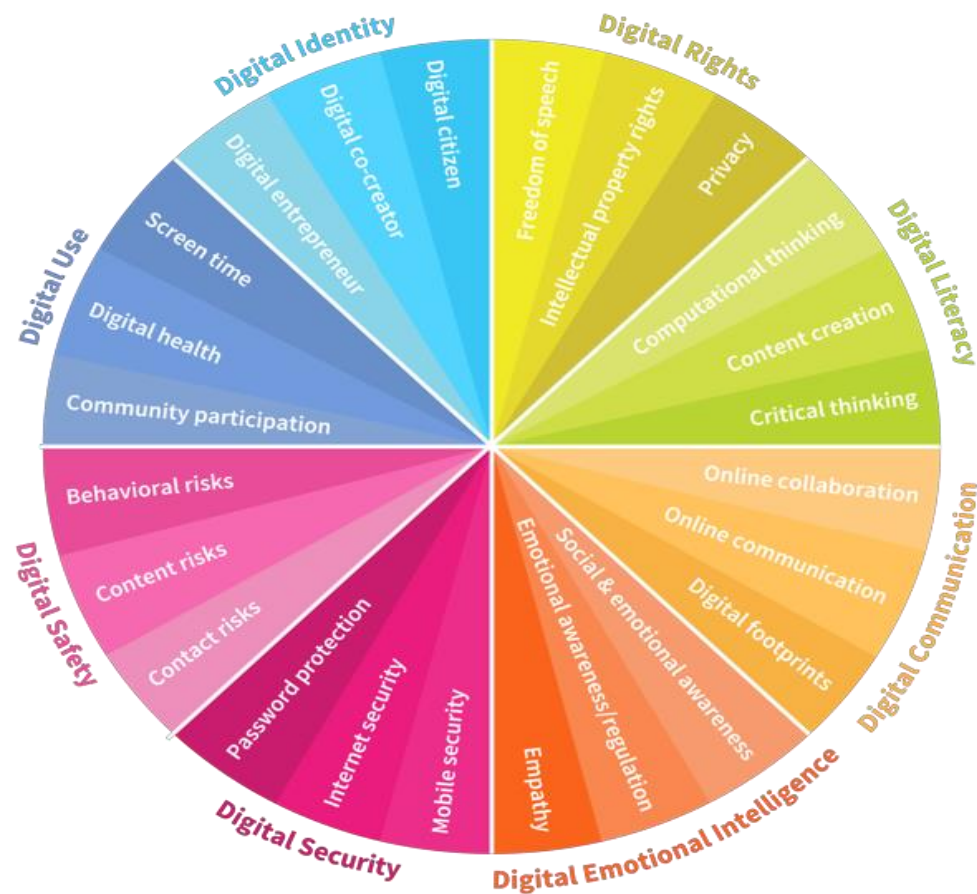 Digital Identity
Digital entrepreneur
Digital co-creator
Digital citizen
Digital Rights
Freedom of speech
Intellectual property rights
Privacy
Digital Literacy
Computational thinking
Content creation
Critical thinking
Digital Communication
Online collaboration
Online communication
Digital footprints
Digital Emotional Intelligence
Social & emotional awareness
Emotional awareness/regulation
Empathy
Digital Security
Mobile security
Internet security
Password protection
Digital Safety
Contact risks
Content risks
Behavioral risks
Digital Use
Community participation
Digital health
Screen time